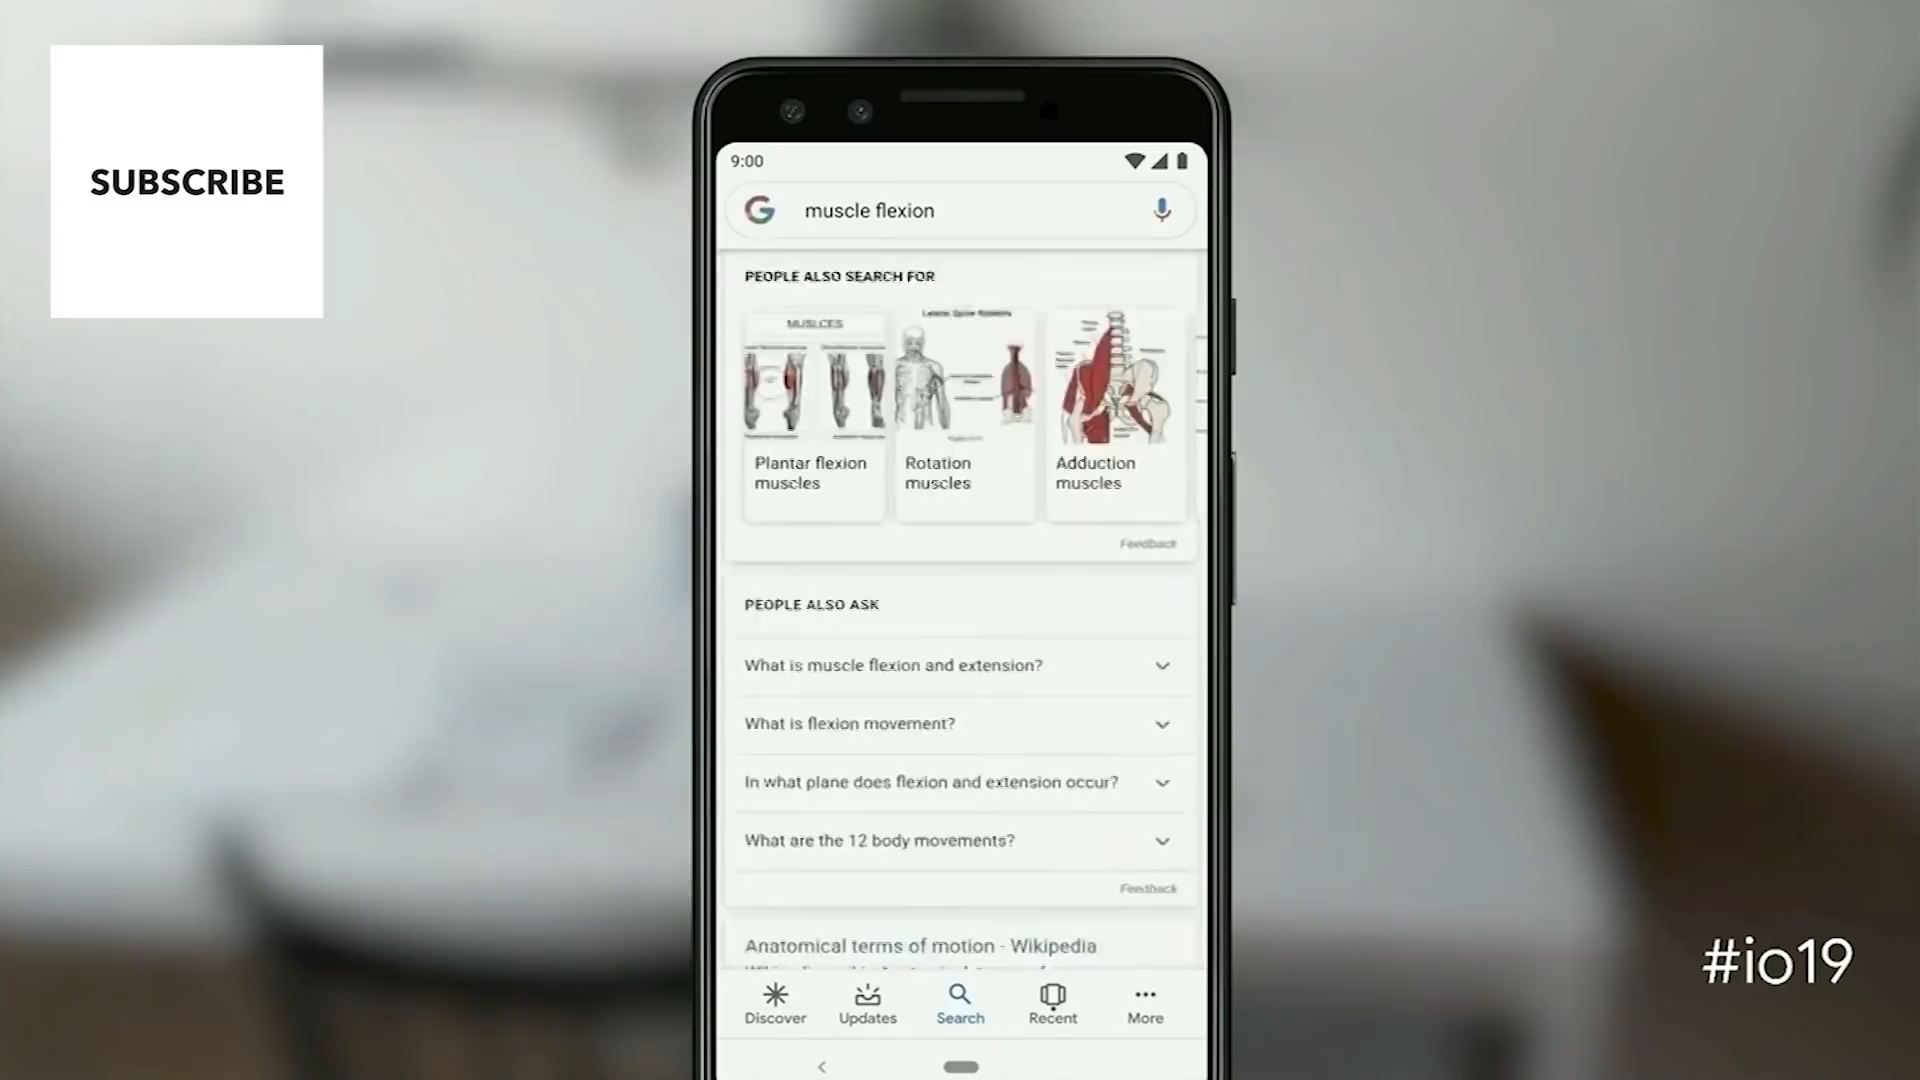 SUBSCRIBE
9:00
muscle flexion
PEOPLE ALSO SEARCH FOR
MUSLCES
Plantar flexion
muscles
Rotation
muscles
Adduction
muscles
Feedback
PEOPLE ALSO ASK
What is muscle flexion and extension?
What is flexion movement?
In what plane does flexion and extension occur?
What are the 12 body movements?
Feedback
Anatomical terms of motion - Wikipedia
Discover
Updates
Search
Recent
More
#io19